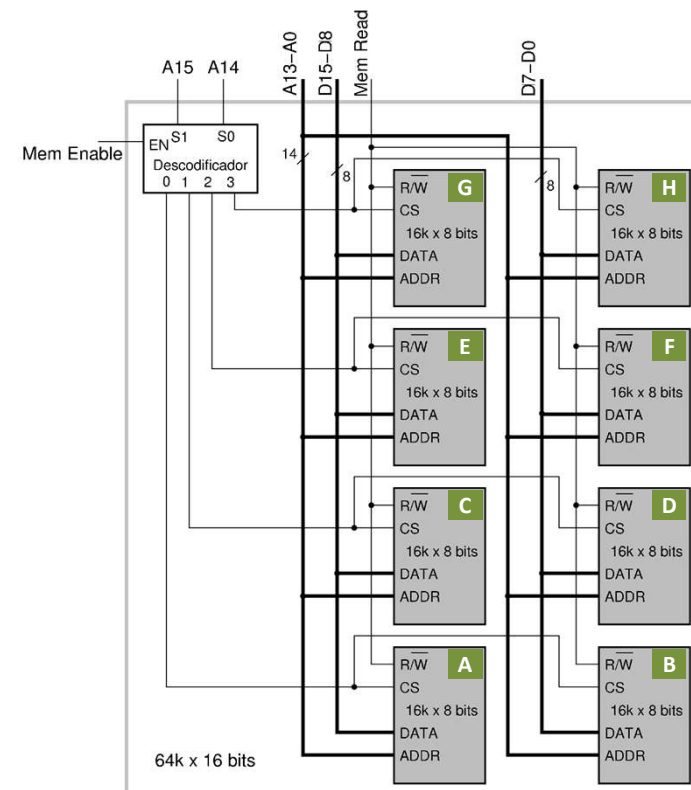 A13-A0
D15-D8
Mem Read
D7-D0
A15 A14
Mem Enable
EN S1 S0
Descodificador
0 1 2 3
14
8
8
R/W̅ G
CS
16k x 8 bits
DATA
ADDR
R/W̅ H
CS
16k x 8 bits
DATA
ADDR
R/W̅ E
CS
16k x 8 bits
DATA
ADDR
R/W̅ F
CS
16k x 8 bits
DATA
ADDR
R/W̅ C
CS
16k x 8 bits
DATA
ADDR
R/W̅ D
CS
16k x 8 bits
DATA
ADDR
R/W̅ A
CS
16k x 8 bits
DATA
ADDR
R/W̅ B
CS
16k x 8 bits
DATA
ADDR
64k x 16 bits